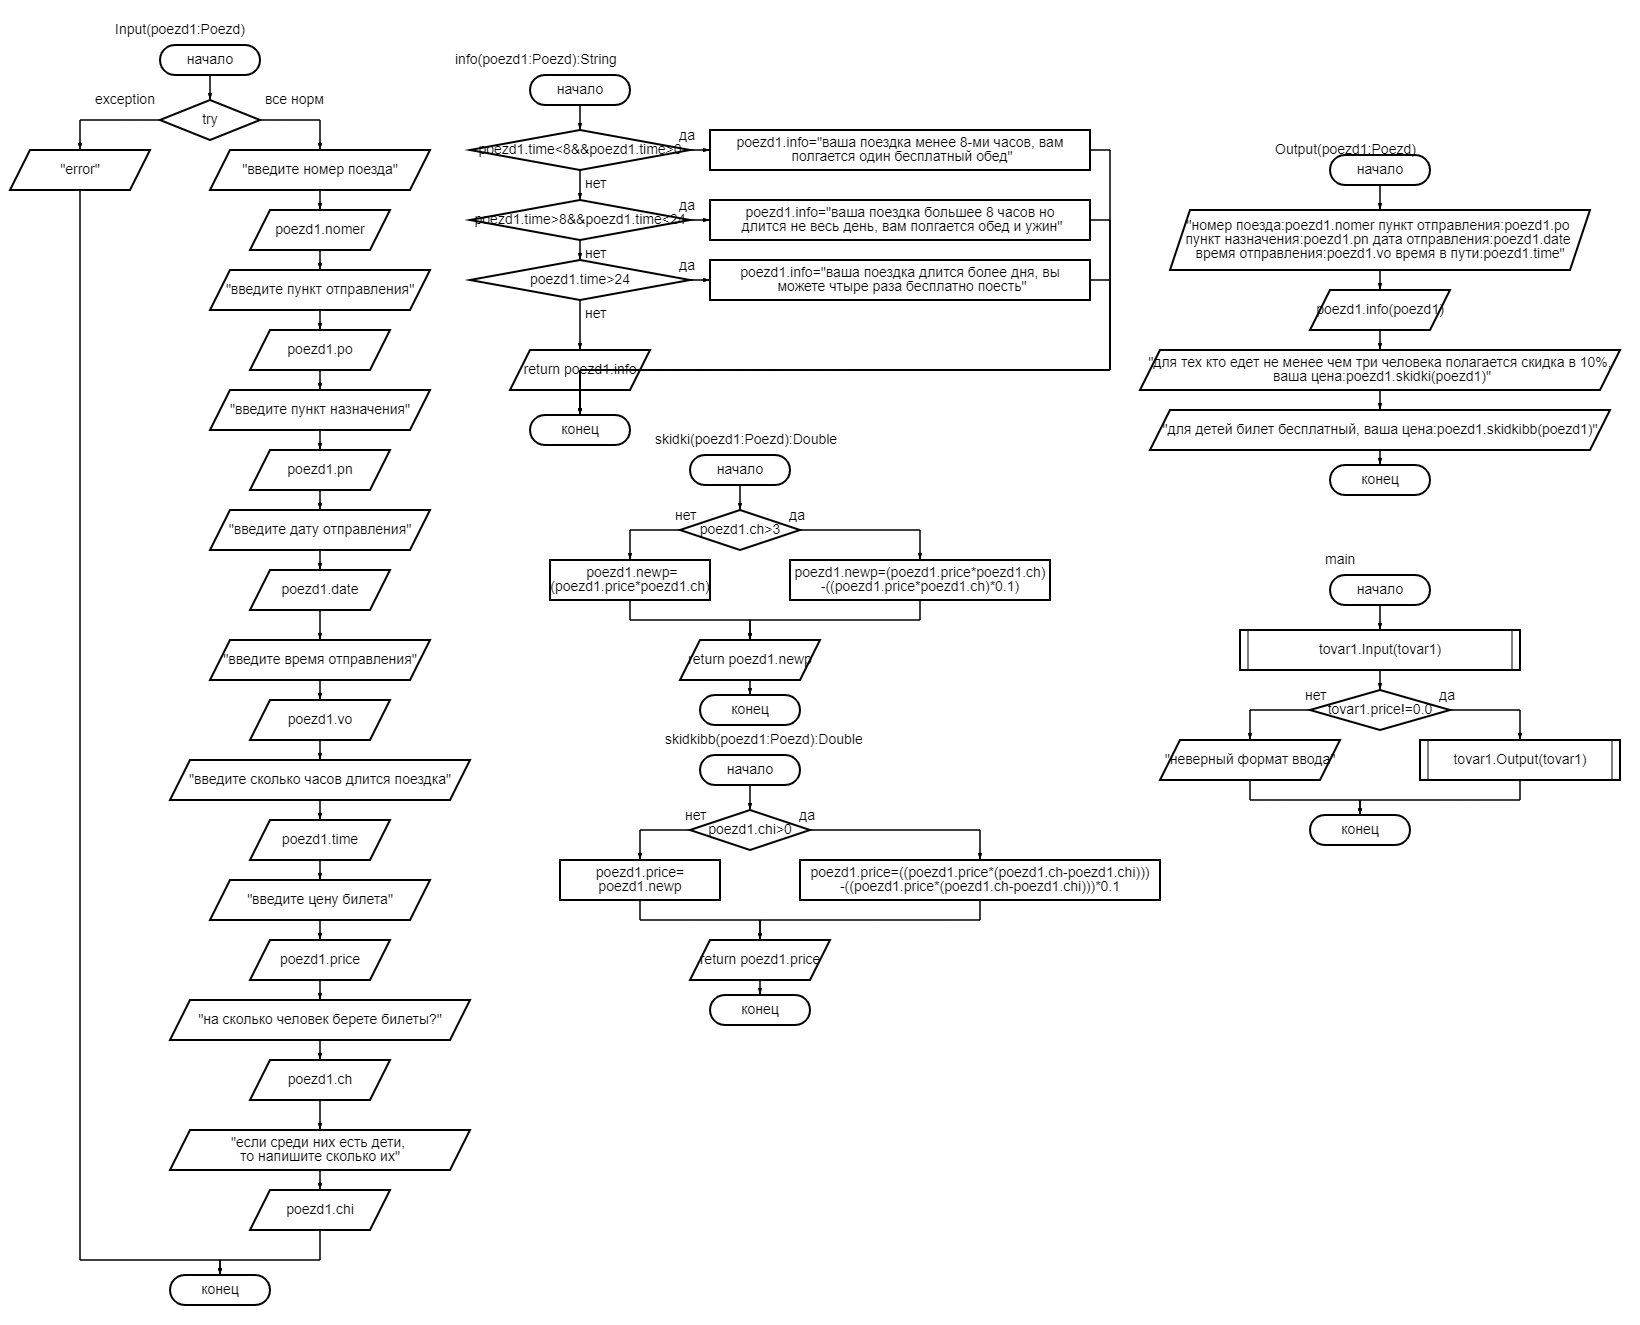 Input(poezd1:Poezd)
начало
exception
все норм
try
"error"
"введите номер поезда"
poezd1.nomer
"введите пункт отправления"
poezd1.po
"введите пункт назначения"
poezd1.pn
"введите дату отправления"
poezd1.date
"введите время отправления"
poezd1.vo
"введите сколько часов длится поездка"
poezd1.time
"введите цену билета"
poezd1.price
"на сколько человек берете билеты?"
poezd1.ch
"если среди них есть дети,
то напишите сколько их"
poezd1.chi
конец
info(poezd1:Poezd):String
начало
poezd1.time<8&&poezd1.time>0
да
poezd1.info="ваша поездка менее 8-ми часов, вам
полгается один бесплатный обед"
нет
poezd1.time>8&&poezd1.time<24
да
poezd1.info="ваша поездка большее 8 часов но
длится не весь день, вам полгается обед и ужин"
нет
poezd1.time>24
да
poezd1.info="ваша поездка длится более дня, вы
можете чтыре раза бесплатно поесть"
нет
return poezd1.info
конец
skidki(poezd1:Poezd):Double
начало
нет
да
poezd1.ch>3
poezd1.newp=
(poezd1.price*poezd1.ch)
poezd1.newp=(poezd1.price*poezd1.ch)
-((poezd1.price*poezd1.ch)*0.1)
return poezd1.newp
конец
skidkibb(poezd1:Poezd):Double
начало
нет
да
poezd1.chi>0
poezd1.price=
poezd1.newp
poezd1.price=((poezd1.price*(poezd1.ch-poezd1.chi)))
-((poezd1.price*(poezd1.ch-poezd1.chi)))*0.1
return poezd1.price
конец
Output(poezd1:Poezd)
начало
"номер поезда:poezd1.nomer пункт отправления:poezd1.po
пункт назначения:poezd1.pn дата отправления:poezd1.date
время отправления:poezd1.vo время в пути:poezd1.time"
poezd1.info(poezd1)
"для тех кто едет не менее чем три человека полагается скидка в 10%,
ваша цена:poezd1.skidki(poezd1)"
"для детей билет бесплатный, ваша цена:poezd1.skidkibb(poezd1)"
конец
main
начало
tovar1.Input(tovar1)
нет
да
tovar1.price!=0.0
"неверный формат ввода"
tovar1.Output(tovar1)
конец